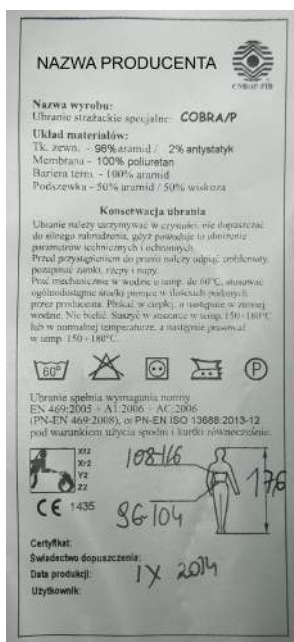 NAZWA PRODUCENTA
CNBOP-PIB
Nazwa wyrobu:
Ubranie strażackie specjalne: COBRA/P
Układ materiałów:
Tk. zewn. - 98% aramid / 2% antystatyk
Membrana - 100% poliuretan
Bariera term. - 100% aramid
Podszewka - 50% aramid / 50% wiskoza
Konserwacja ubrania
Ubranie należy utrzymywać w czystości, nie dopuszczać
do silnego zabrudzenia, gdyż powoduje to obniżenie
parametrów technicznych i ochronnych.
Przed przystąpieniem do prania należy odpiąć emblematy,
pozapinać zamki, rzepy i napy.
Prać mechanicznie w wodzie o temp. do 60°C, stosować
ogólnodostępne środki piorące w ilościach podanych
przez producenta. Płukać w ciepłej, a następnie w zimnej
wodzie. Nie bielić. Suszyć w suszarce w temp. 150-180°C
lub w normalnej temperaturze, a następnie prasować
w temp. 150-180°C.
60° P
Ubranie spełnia wymagania normy
EN 469:2005 + A1:2006 + AC:2006
(PN-EN 469:2008), or PN-EN ISO 13688:2013-12
pod warunkiem użycia spodni i kurtki równocześnie.
Xf2
Xr2
Y2
Z2
108-116
176
96-104
CE 1435
Certyfikat:
Świadectwo dopuszczenia:
Data produkcji: IX 2014
Użytkownik: